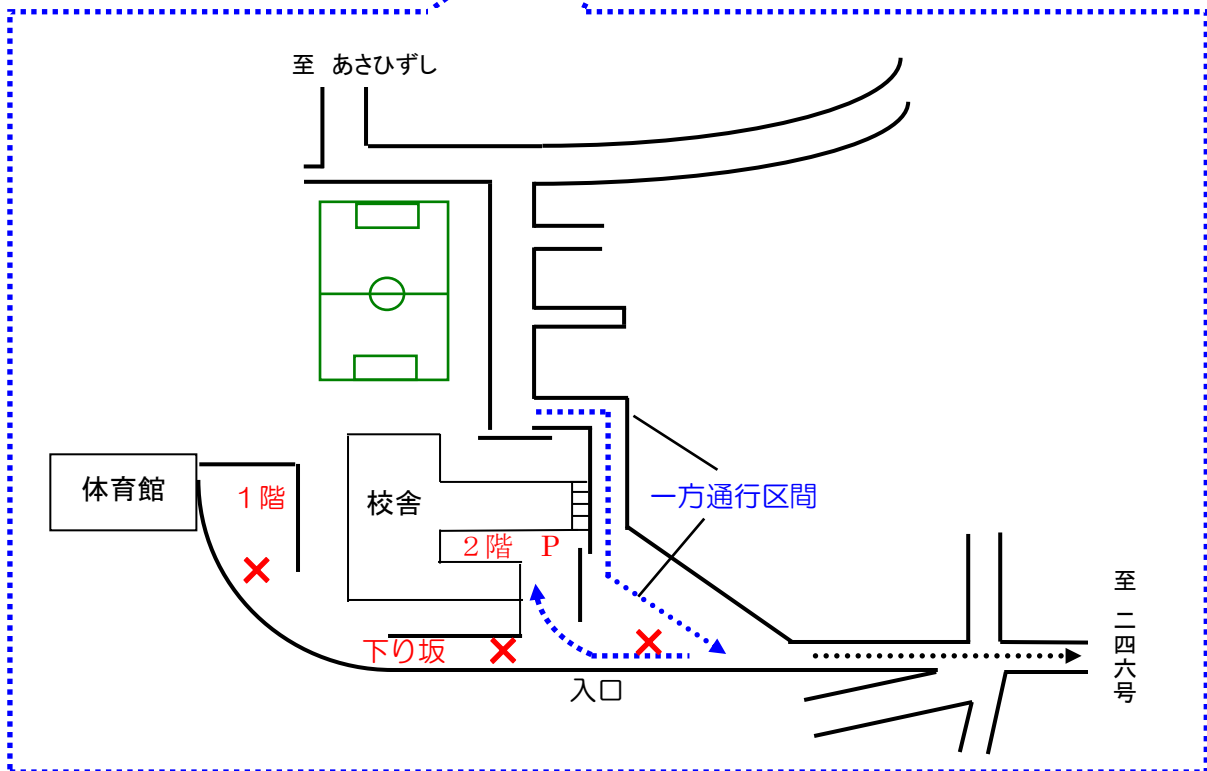 至 あさひずし
体育館
1階
校舎
一方通行区間
2階 P
下り坂
入口
至 二四六号